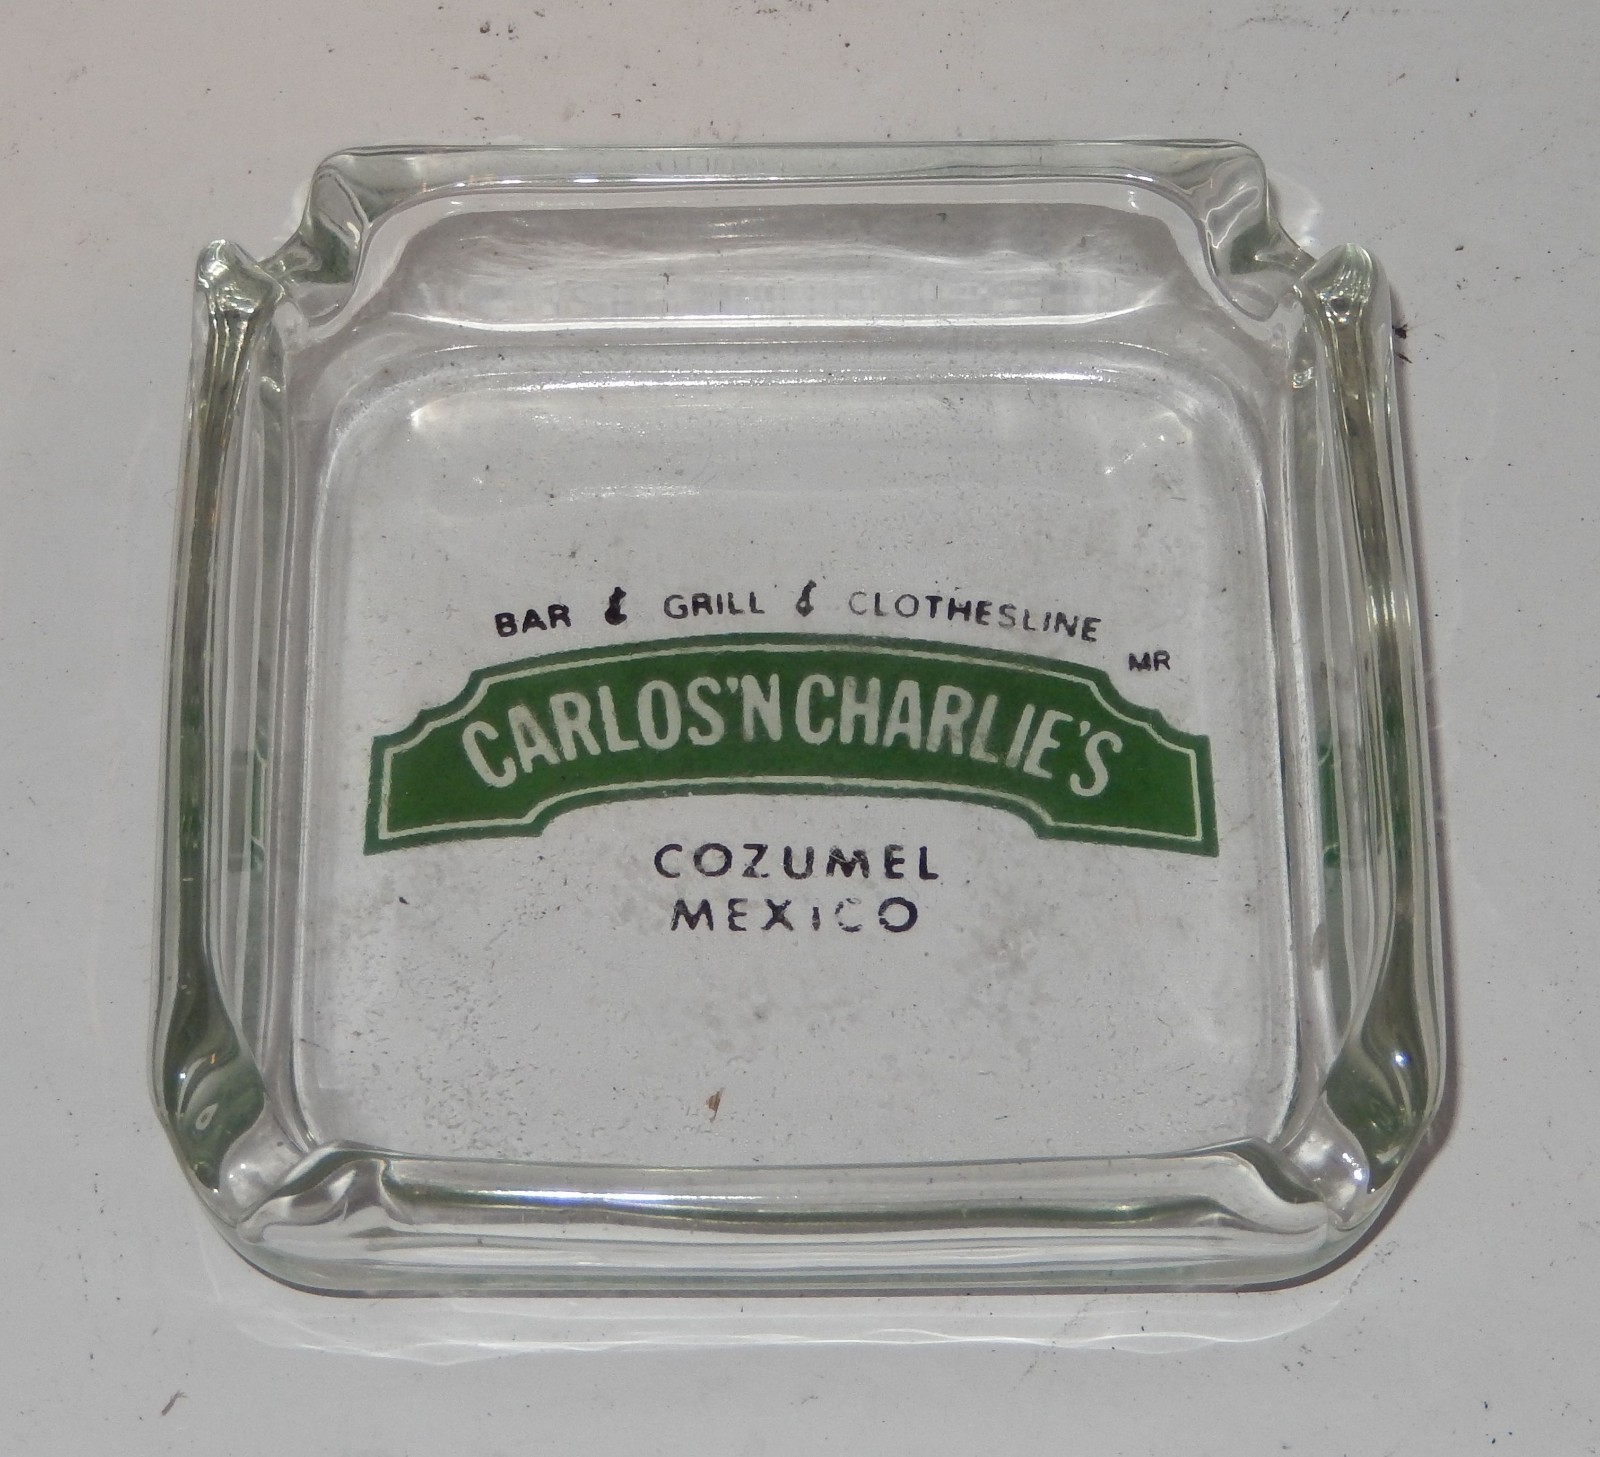 BAR & GRILL & CLOTHESLINE
MR
CARLOS'N CHARLIE'S
COZUMEL
MEXICO